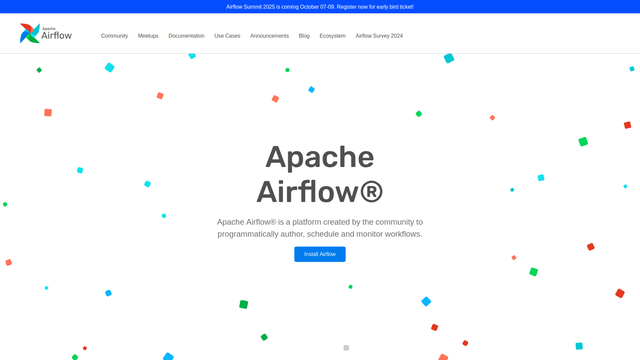 Airflow Summit 2025 is coming October 07-09. Register now for early bird ticket!
Apache
Airflow
Community Meetups Documentation Use Cases Announcements Blog Ecosystem Airflow Survey 2024
Apache
Airflow®
Apache Airflow® is a platform created by the community to
programmatically author, schedule and monitor workflows.
Install Airflow